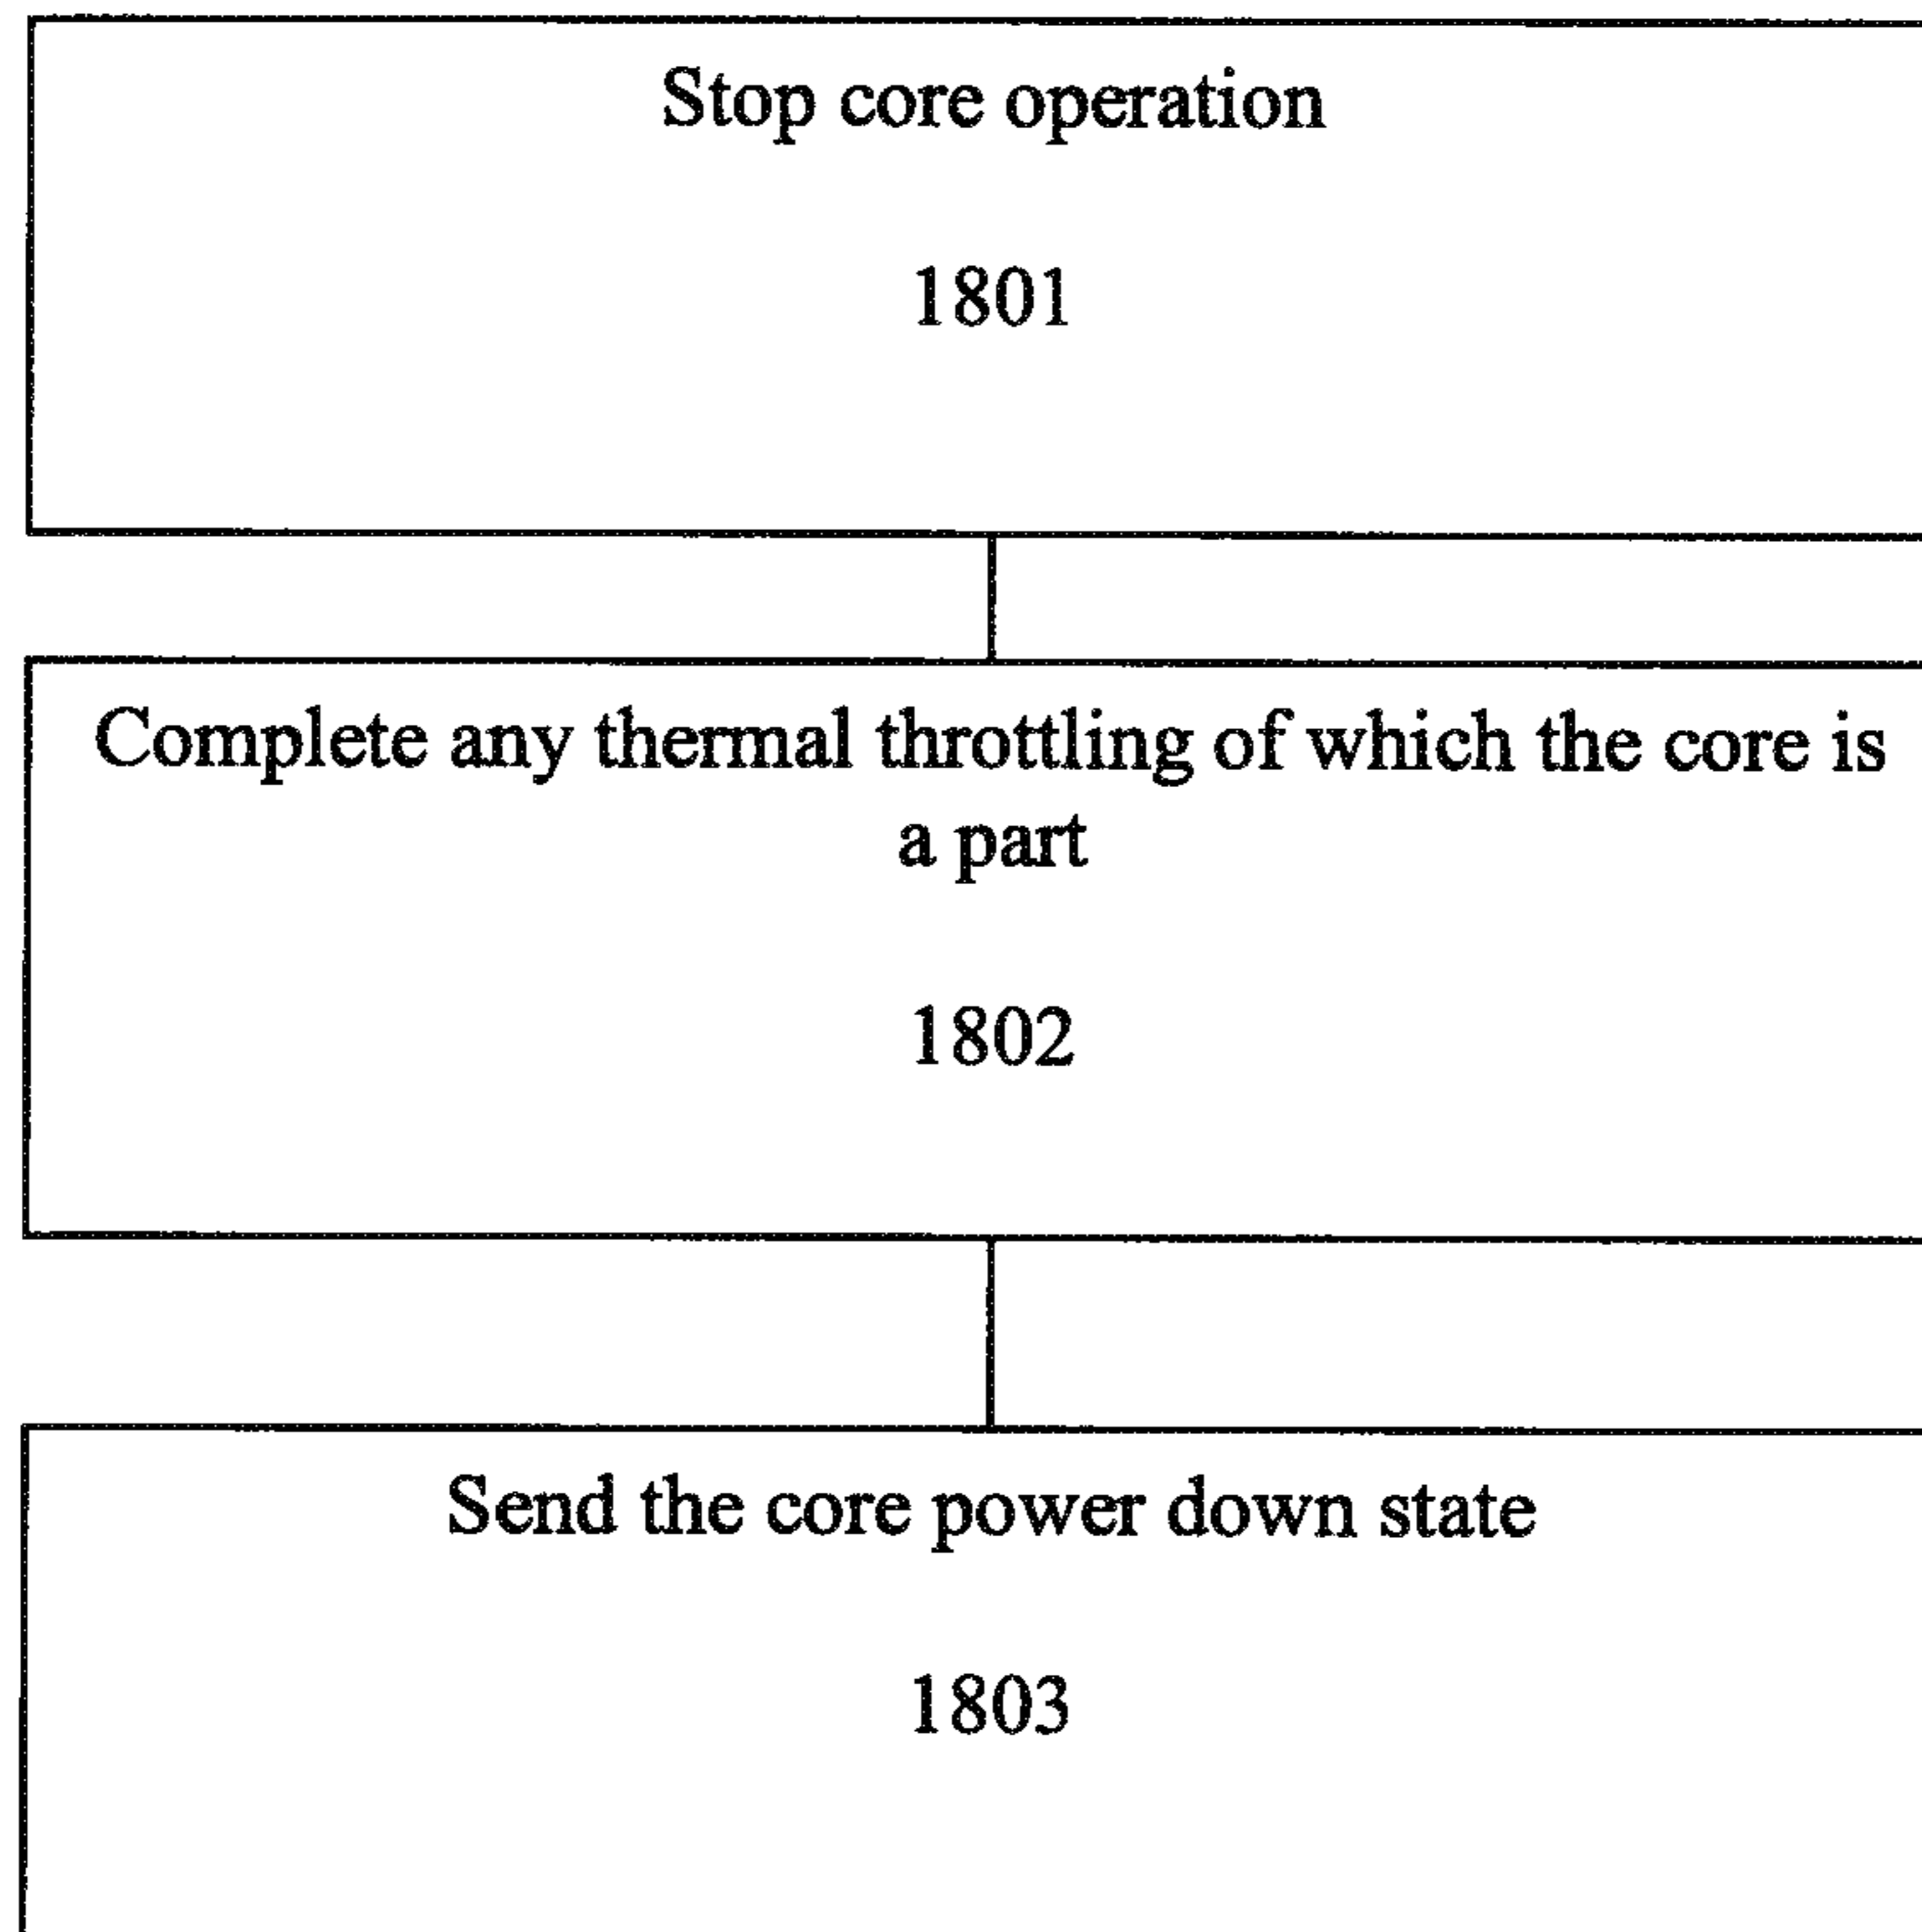 Stop core operation
1801
Complete any thermal throttling of which the core is
a part
1802
Send the core power down state
1803